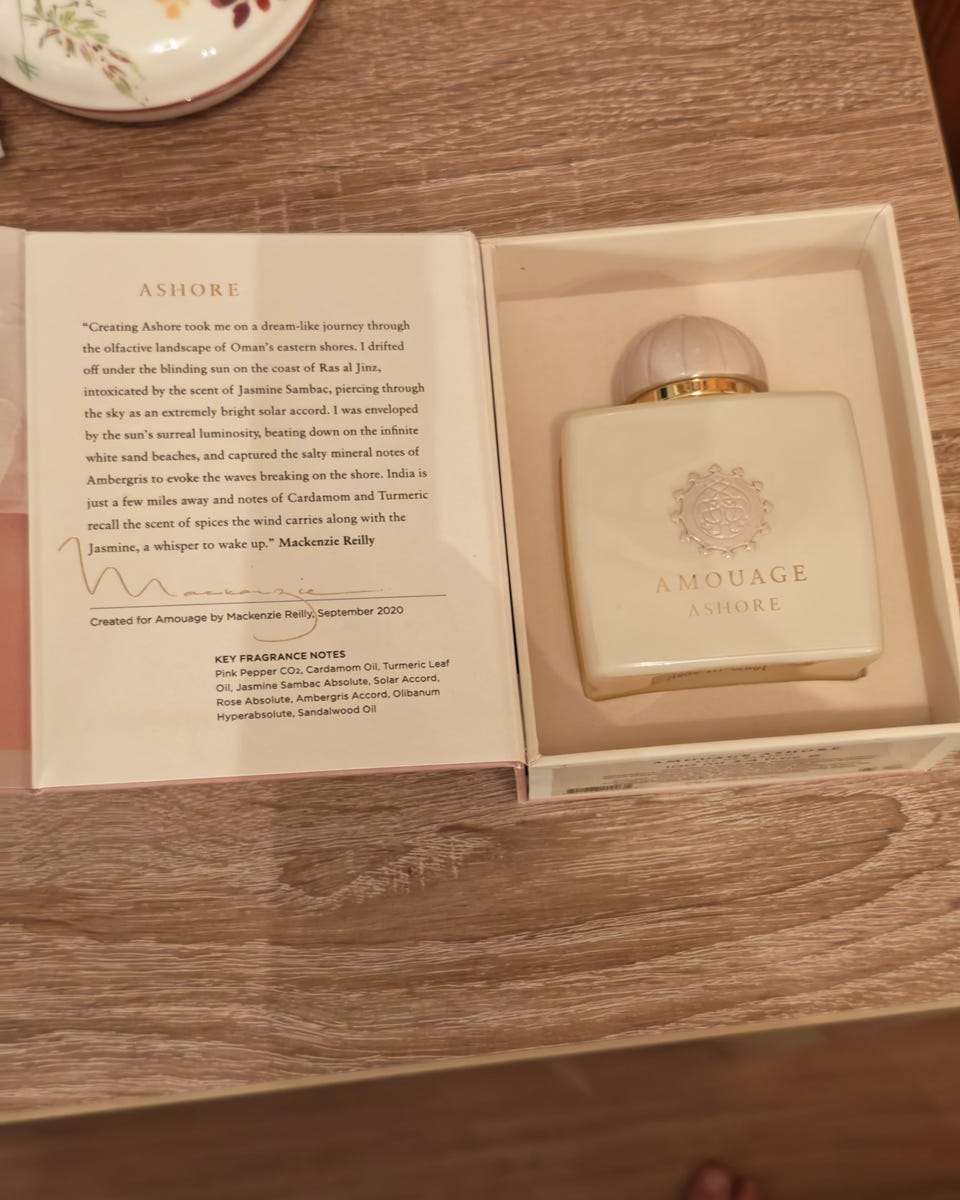 ASHORE
“Creating Ashore took me on a dream-like journey through
the olfactive landscape of Oman’s eastern shores. I drifted
off under the blinding sun on the coast of Ras al Jinz,
intoxicated by the scent of Jasmine Sambac, piercing through
the sky as an extremely bright solar accord. I was enveloped
by the sun’s surreal luminosity, beating down on the infinite
white sand beaches, and captured the salty mineral notes of
Ambergris to evoke the waves breaking on the shore. India is
just a few miles away and notes of Cardamom and Turmeric
recall the scent of spices the wind carries along with the
Jasmine, a whisper to wake up.” Mackenzie Reilly
Mackenzie
Created for Amouage by Mackenzie Reilly, September 2020
KEY FRAGRANCE NOTES
Pink Pepper CO2, Cardamom Oil, Turmeric Leaf
Oil, Jasmine Sambac Absolute, Solar Accord,
Rose Absolute, Ambergris Accord, Olibanum
Hyperabsolute, Sandalwood Oil
AMOUAGE
ASHORE
AMOUAGE ASHORE